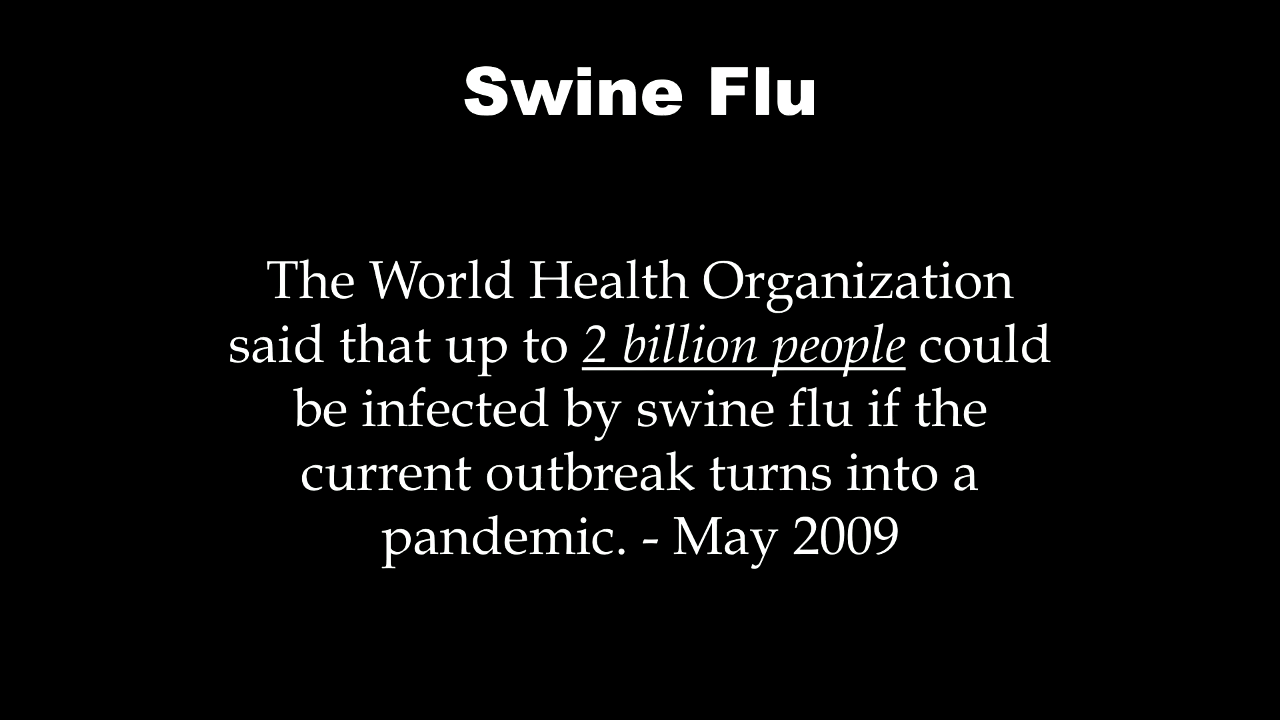 Swine Flu
The World Health Organization
said that up to 2 billion people could
be infected by swine flu if the
current outbreak turns into a
pandemic. - May 2009